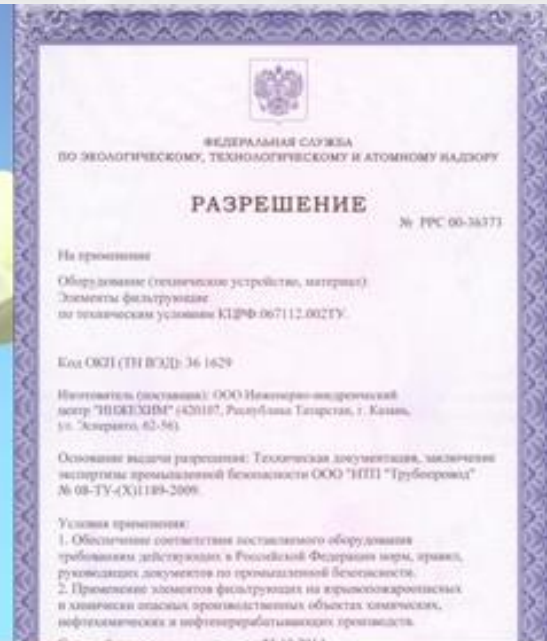 ФЕДЕРАЛЬНАЯ СЛУЖБА
ПО ЭКОЛОГИЧЕСКОМУ, ТЕХНОЛОГИЧЕСКОМУ И АТОМНОМУ НАДЗОРУ
РАЗРЕШЕНИЕ
№ РРС 00-36373
На применение
Оборудование (техническое устройство, материал):
Элементы фильтрующие
по техническим условиям КЦРФ.067112.002ТУ.
Код ОКП (ТН ВЭД): 36 1629
Изготовитель (поставщик): ООО Инженерно-внедренческий
центр "ИНЖЕХИМ" (420107, Республика Татарстан, г. Казань,
ул. Эсперанто, 62-56).
Основание выдачи разрешения: Техническая документация, заключение
экспертизы промышленной безопасности ООО "НТП "Трубопровод"
№ 08-ТУ-(Х)1189-2009.
Условия применения:
1. Обеспечение соответствия поставляемого оборудования
требованиям действующих в Российской Федерации норм, правил,
руководящих документов по промышленной безопасности.
2. Применение элементов фильтрующих на взрывопожароопасных
и химически опасных производственных объектах химических,
нефтехимических и нефтеперерабатывающих производств.